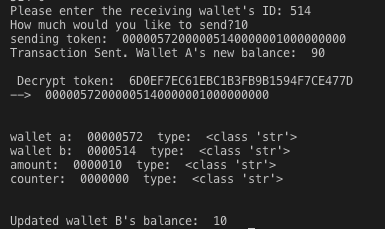 Please enter the receiving wallet's ID: 514
How much would you like to send?10
sending token:  00000572000005140000001000000000
Transaction Sent. Wallet A's new balance:  90
Decrypt token:  6D0EF7EC61EBC1B3FB9B1594F7CE477D
——>  00000572000005140000001000000000
wallet a:  00000572  type:  <class 'str'>
wallet b:  0000514  type:  <class 'str'>
amount:  0000010  type:  <class 'str'>
counter:  0000000  type:  <class 'str'>
Updated wallet B's balance:  10